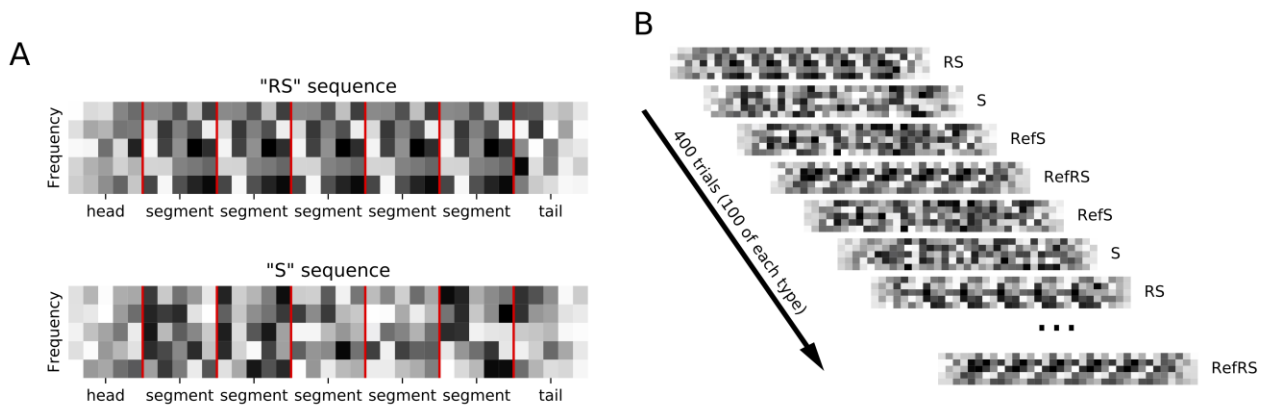 A
"RS" sequence
Frequency
head segment segment segment segment segment tail
"S" sequence
Frequency
head segment segment segment segment segment tail
B
RS
S
RefS
RefRS
RefS
S
RS
...
RefRS
400 trials (100 of each type)